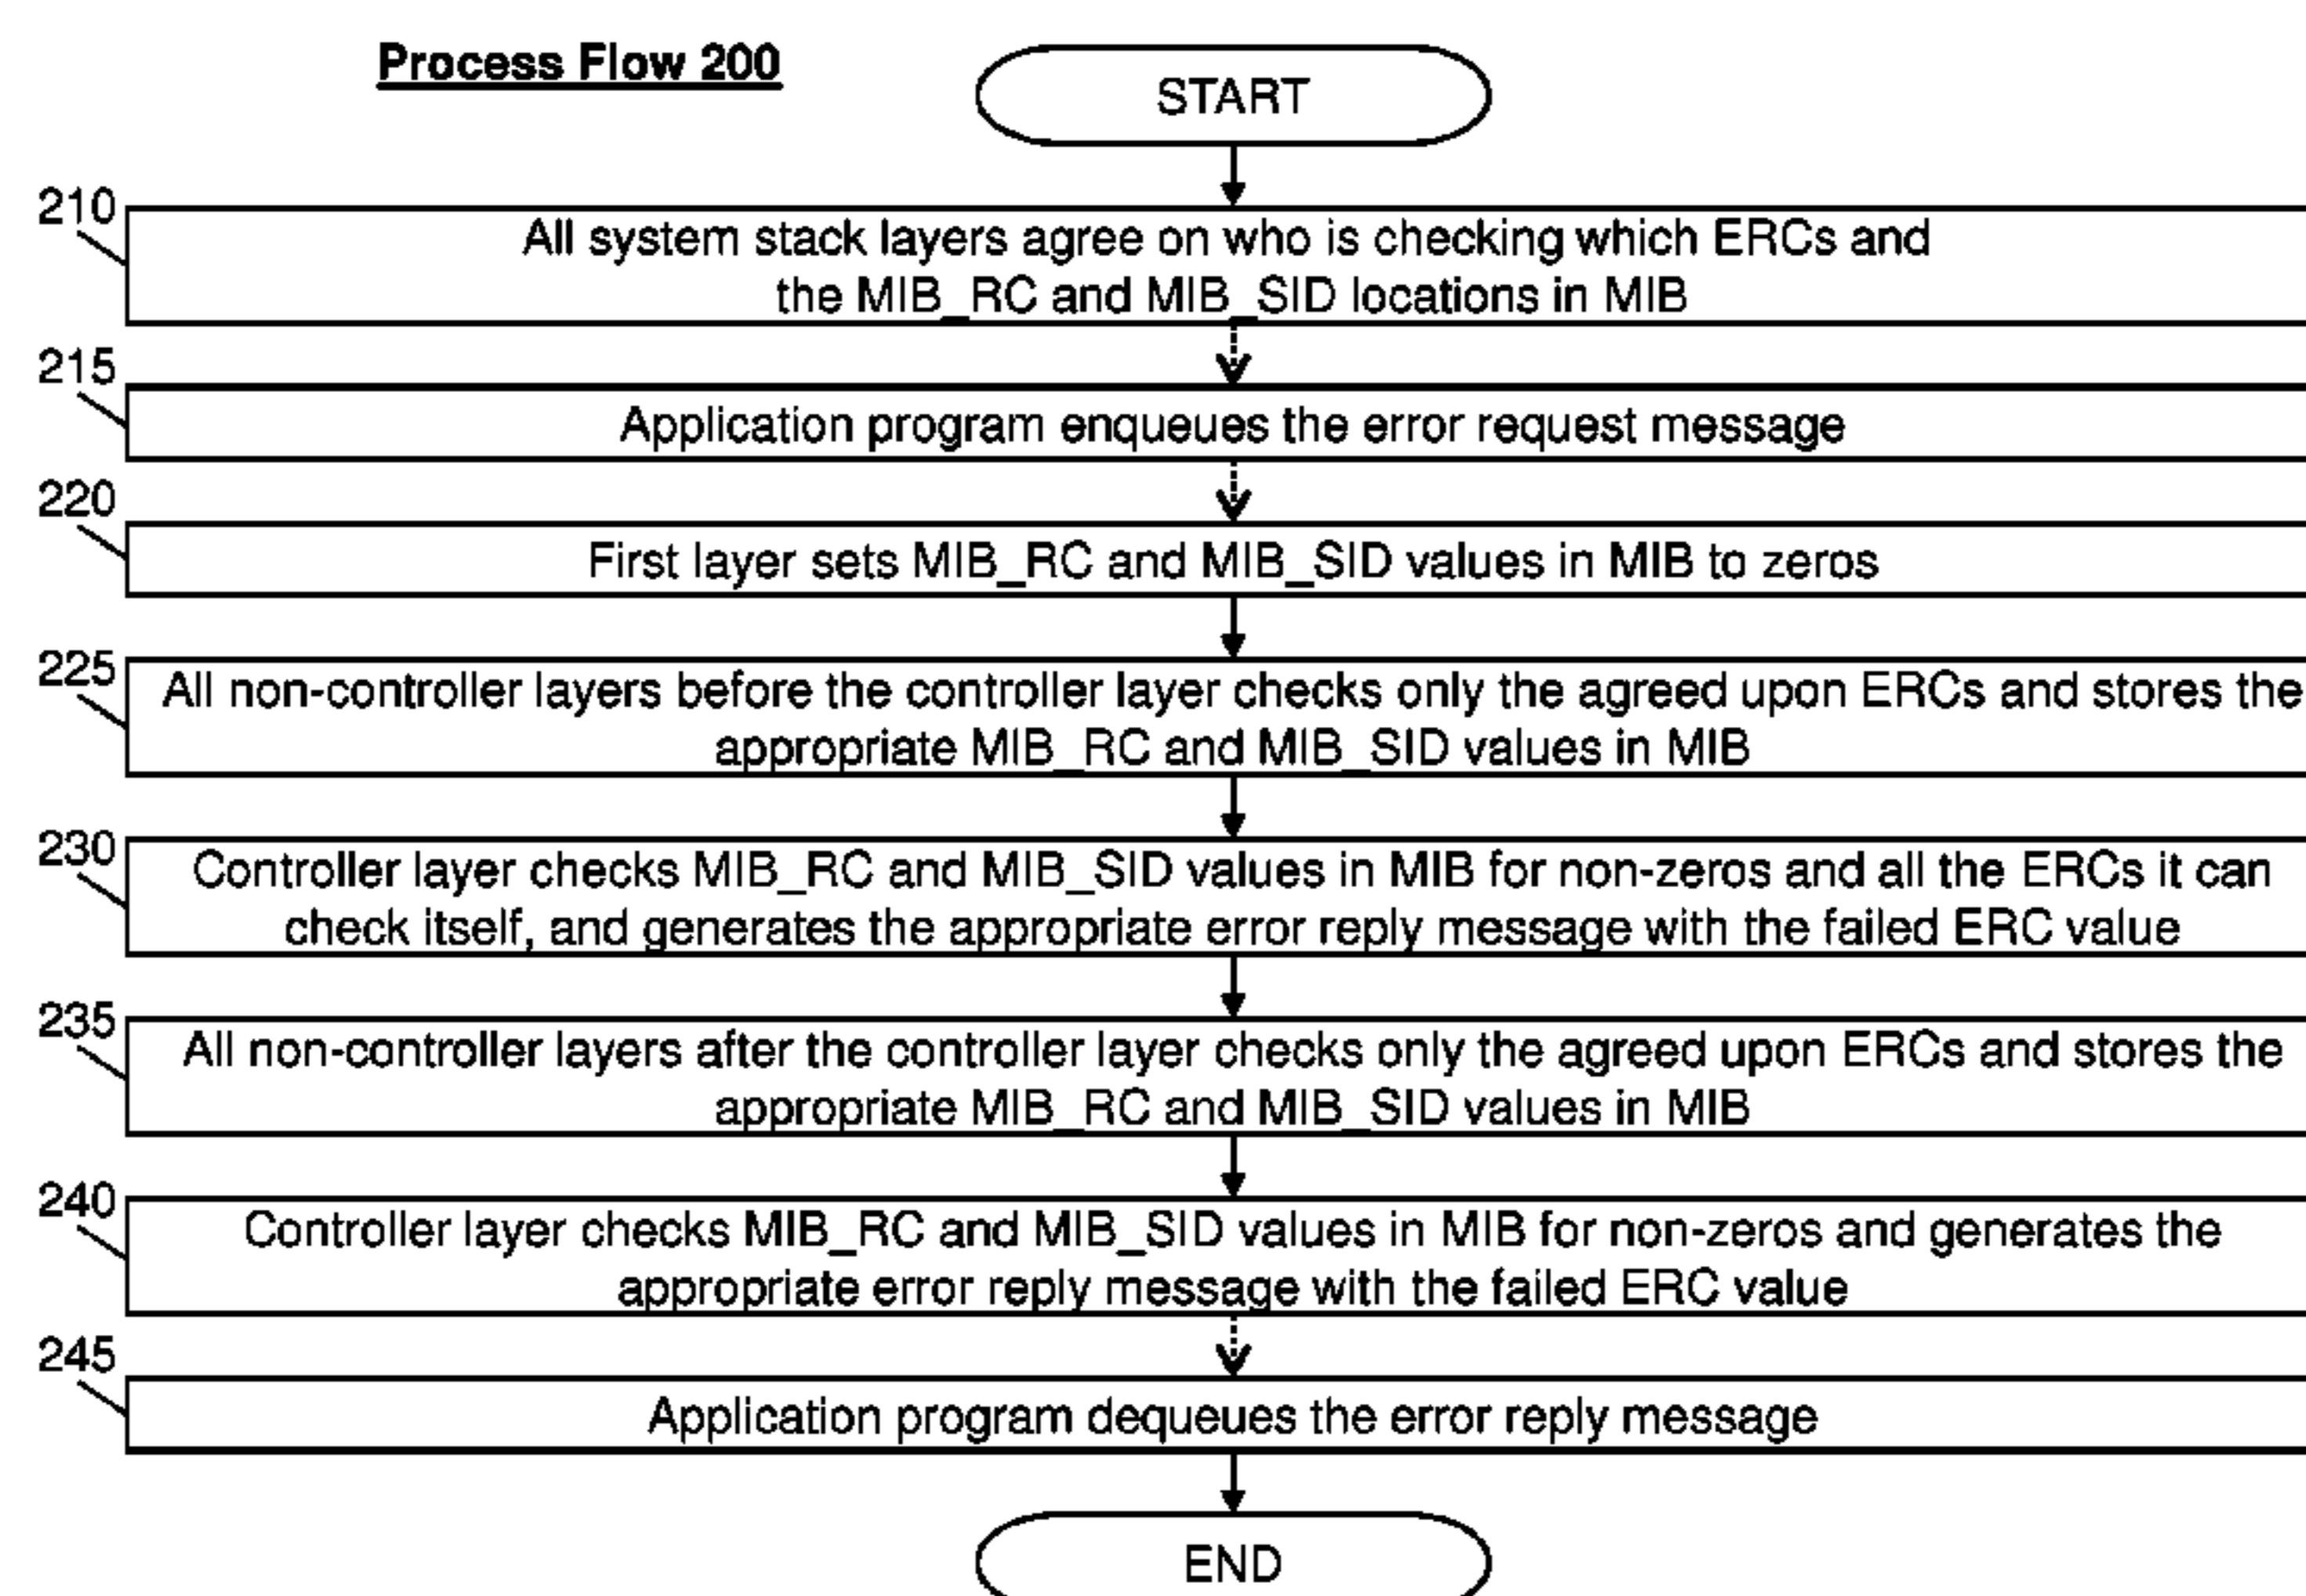 Process Flow 200
START
210
All system stack layers agree on who is checking which ERCs and
the MIB_RC and MIB_SID locations in MIB
215
Application program enqueues the error request message
220
First layer sets MIB_RC and MIB_SID values in MIB to zeros
225
All non-controller layers before the controller layer checks only the agreed upon ERCs and stores the
appropriate MIB_RC and MIB_SID values in MIB
230
Controller layer checks MIB_RC and MIB_SID values in MIB for non-zeros and all the ERCs it can
check itself, and generates the appropriate error reply message with the failed ERC value
235
All non-controller layers after the controller layer checks only the agreed upon ERCs and stores the
appropriate MIB_RC and MIB_SID values in MIB
240
Controller layer checks MIB_RC and MIB_SID values in MIB for non-zeros and generates the
appropriate error reply message with the failed ERC value
245
Application program dequeues the error reply message
END